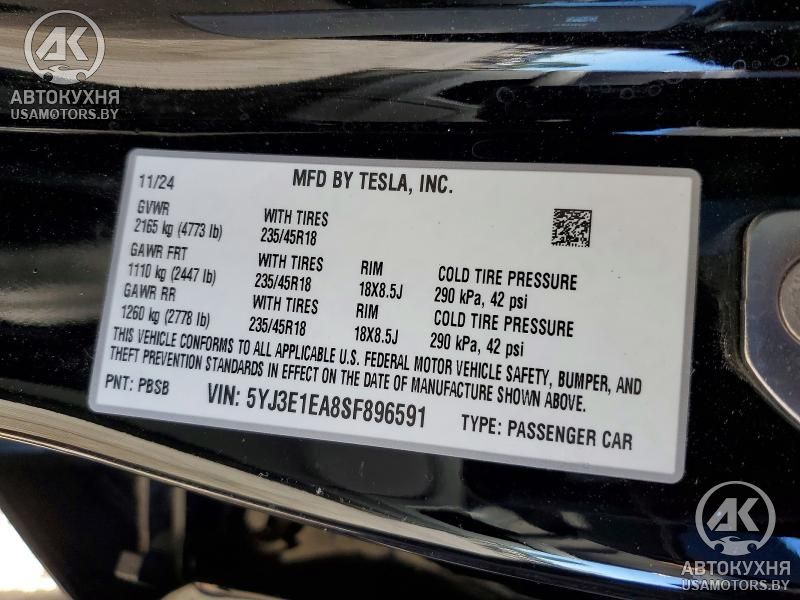 AK
АВТОКУХНЯ
USAMOTORS.BY
11/24 MFD BY TESLA, INC.
GVWR
2165 kg (4773 lb) WITH TIRES
235/45R18
GAWR FRT
1110 kg (2447 lb) WITH TIRES RIM COLD TIRE PRESSURE
235/45R18 18X8.5J 290 kPa, 42 psi
GAWR RR
1260 kg (2778 lb) WITH TIRES RIM COLD TIRE PRESSURE
235/45R18 18X8.5J 290 kPa, 42 psi
THIS VEHICLE CONFORMS TO ALL APPLICABLE U.S. FEDERAL MOTOR VEHICLE SAFETY, BUMPER, AND
THEFT PREVENTION STANDARDS IN EFFECT ON THE DATE OF MANUFACTURE SHOWN ABOVE.
PNT: PBSB VIN: 5YJ3E1EA8SF896591 TYPE: PASSENGER CAR
AK
АВТОКУХНЯ
USAMOTORS.BY